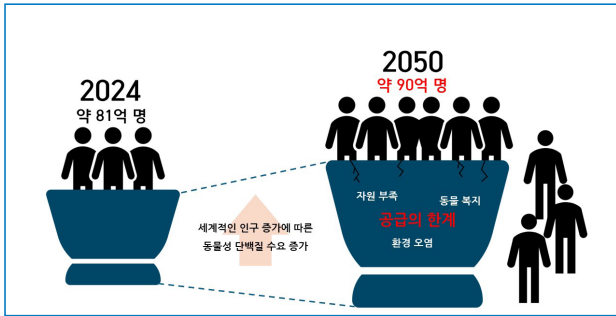 2024
약 81억 명
2050
약 90억 명
세계적인 인구 증가에 따른
동물성 단백질 수요 증가
자원 부족
동물 복지
공급의 한계
환경 오염